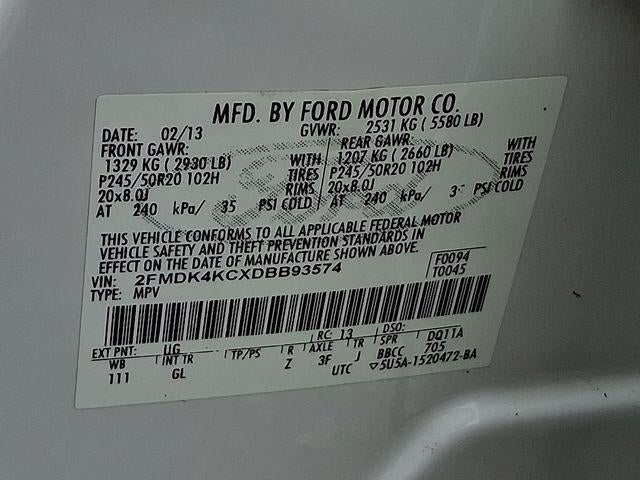 MFD. BY FORD MOTOR CO.
DATE: 02/13 GVWR: 2531 KG ( 5580 LB)
FRONT GAWR: REAR GAWR: WITH
1329 KG ( 2930 LB) WITH 1207 KG ( 2660 LB) TIRES
P245/50R20 102H TIRES P245/50R20 102H RIMS
20x8.0J RIMS 20x8.0J
AT 240 kPa/ 35 PSI COLD AT 240 kPa/ PSI COLD
THIS VEHICLE CONFORMS TO ALL APPLICABLE FEDERAL MOTOR
VEHICLE SAFETY AND THEFT PREVENTION STANDARDS IN
EFFECT ON THE DATE OF MANUFACTURE SHOWN ABOVE.
VIN: 2FMDK4KCXDBB93574 F0094
TYPE: MPV T0045
EXT PNT: UG RC: 13 DSO:
WB INT TR TP/PS R AXLE TR SPR DQ11A
111 GL Z 3F J BBCC 705
UTC ▽5U5A-1520472-BA